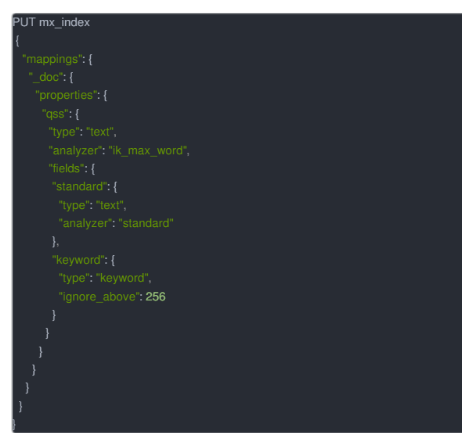 PUT mx_index
{
"mappings": {
"_doc": {
"properties": {
"qss": {
"type": "text",
"analyzer": "ik_max_word",
"fields": {
"standard": {
"type": "text",
"analyzer": "standard"
},
"keyword": {
"type": "keyword",
"ignore_above": 256
}
}
}
}
}
}
}